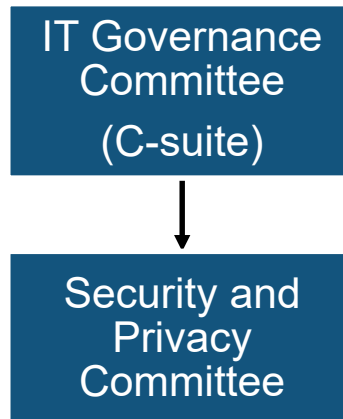 IT Governance
Committee
(C-suite)
Security and
Privacy
Committee